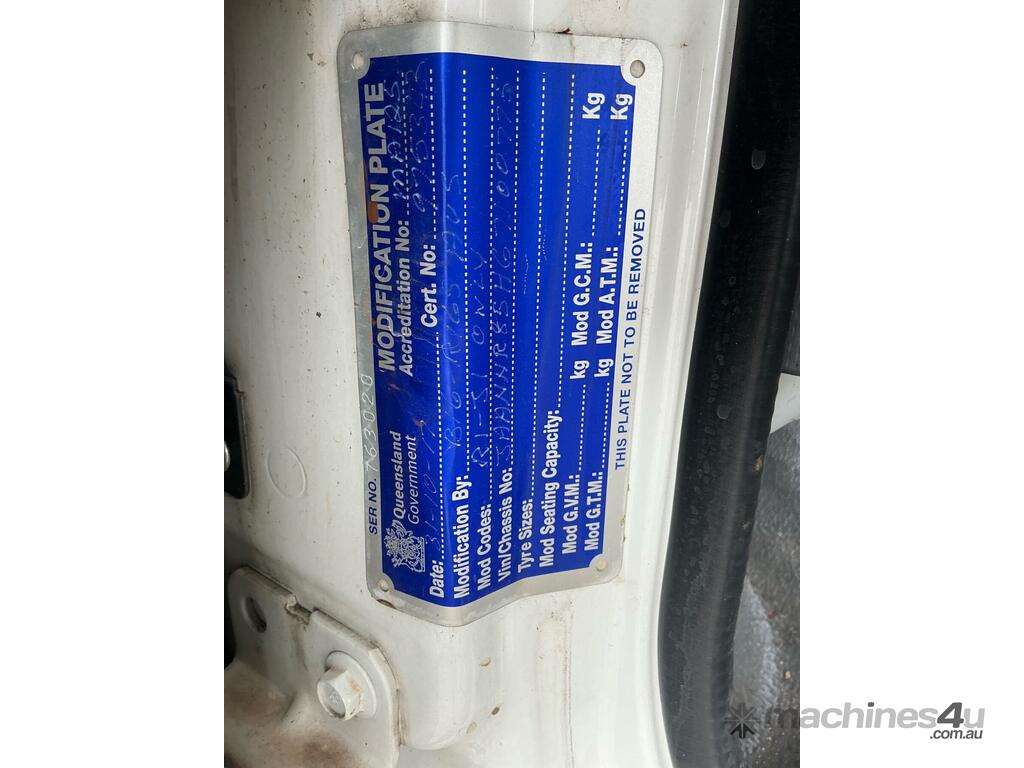 SER NO. 763020
Queensland
Government
MODIFICATION PLATE
Accreditation No:
Date: Cert. No:
Modification By:
Mod Codes: ONLY
Vin/Chassis No:
Tyre Sizes:
Mod Seating Capacity:
Mod G.V.M.: kg Mod G.C.M.: Kg
Mod G.T.M.: kg Mod A.T.M.: Kg
THIS PLATE NOT TO BE REMOVED
machines4u
.com.au